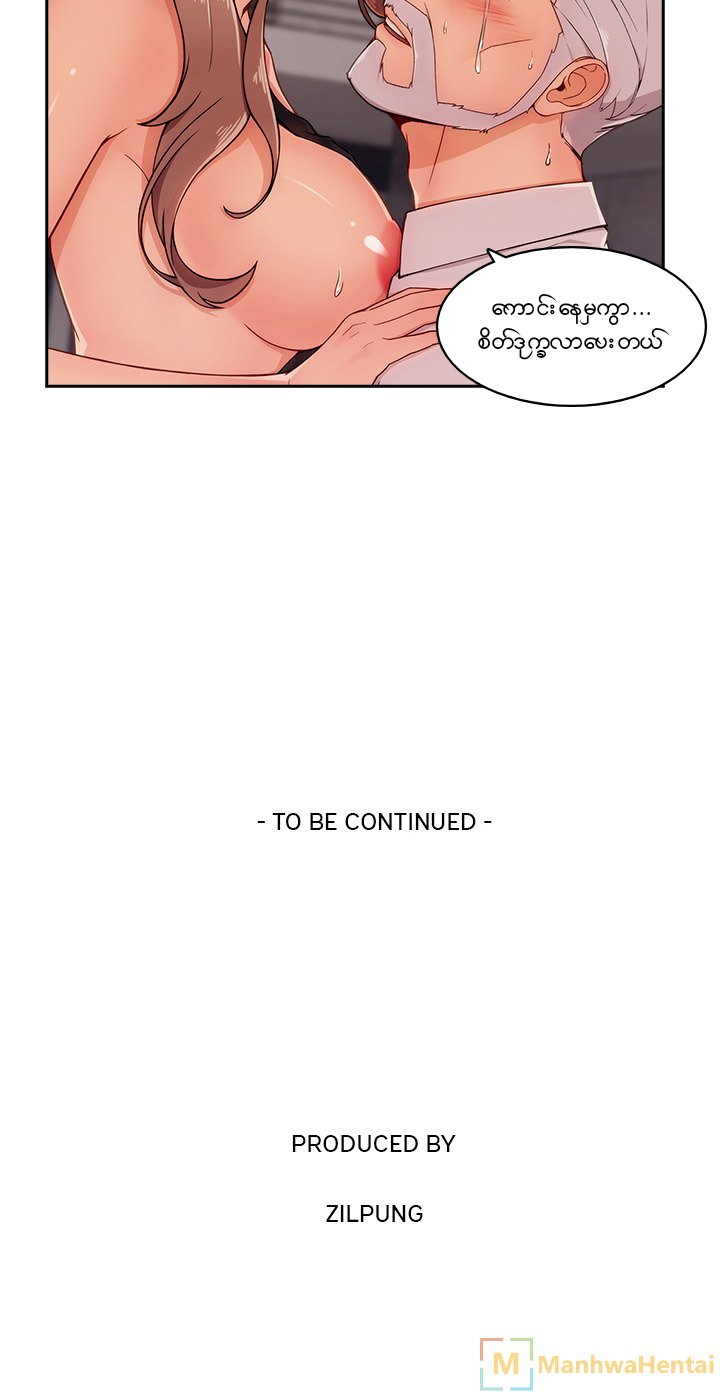 ကောင်းနေမှကွာ...
စိတ်ဒုက္ခလာပေးတယ်
- TO BE CONTINUED -
PRODUCED BY
ZILPUNG
M ManhwaHentai